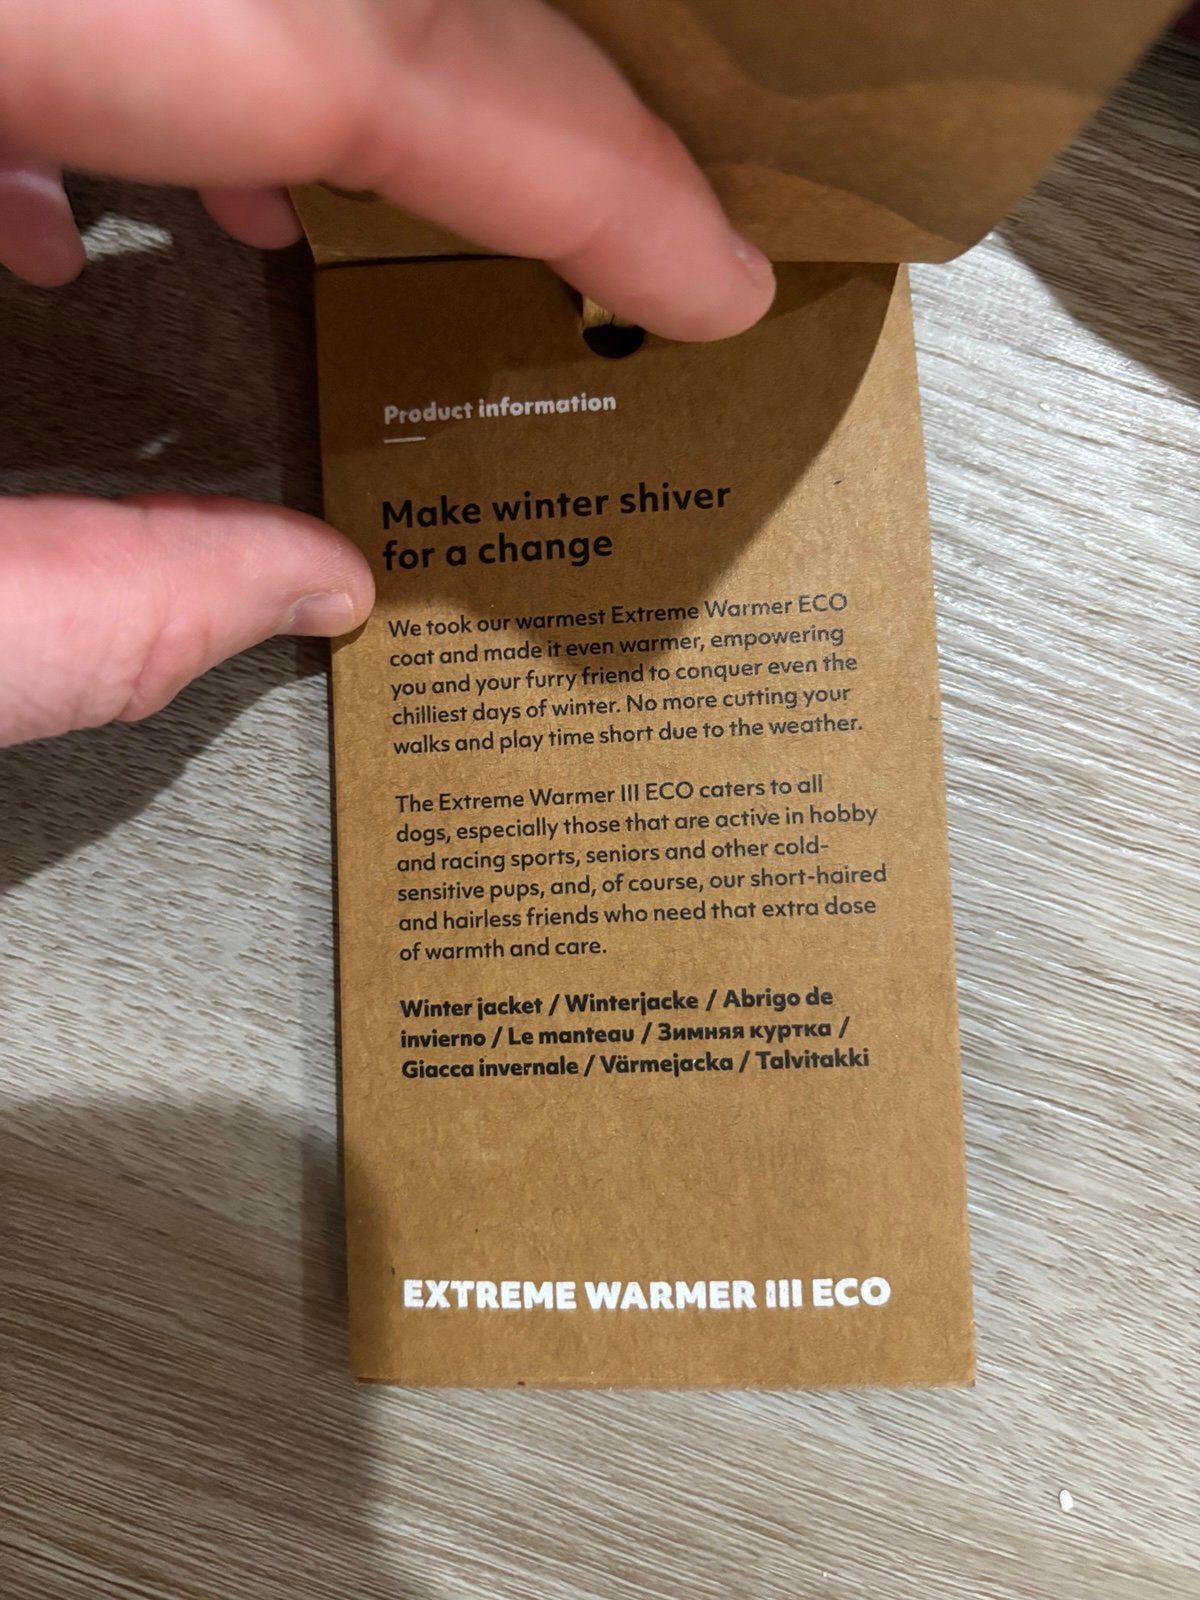 Product information
Make winter shiver
for a change
We took our warmest Extreme Warmer ECO
coat and made it even warmer, empowering
you and your furry friend to conquer even the
chilliest days of winter. No more cutting your
walks and play time short due to the weather.
The Extreme Warmer III ECO caters to all
dogs, especially those that are active in hobby
and racing sports, seniors and other cold-
sensitive pups, and, of course, our short-haired
and hairless friends who need that extra dose
of warmth and care.
Winter jacket / Winterjacke / Abrigo de
invierno / Le manteau / Зимняя куртка /
Giacca invernale / Värmejacka / Talvitakki
EXTREME WARMER III ECO